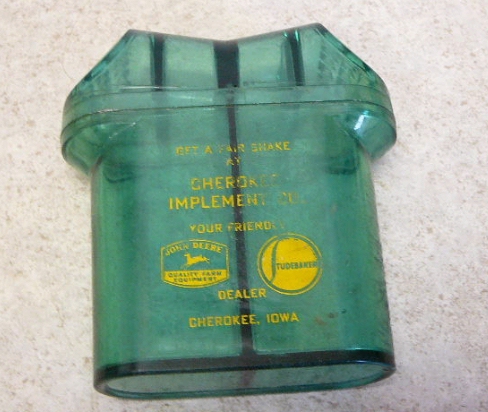 GET A FAIR SHAKE
AT
CHEROKEE
IMPLEMENT CO.
YOUR FRIENDLY
JOHN DEERE
QUALITY FARM
EQUIPMENT
STUDEBAKER
DEALER
CHEROKEE, IOWA